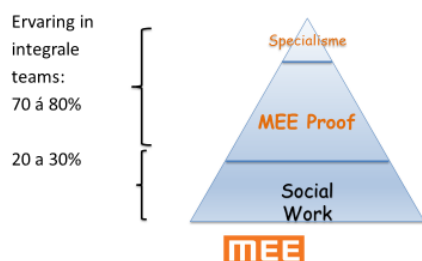 Ervaring in
integrale
teams:
70 á 80%
20 a 30%
Specialisme
MEE Proof
Social
Work
mee